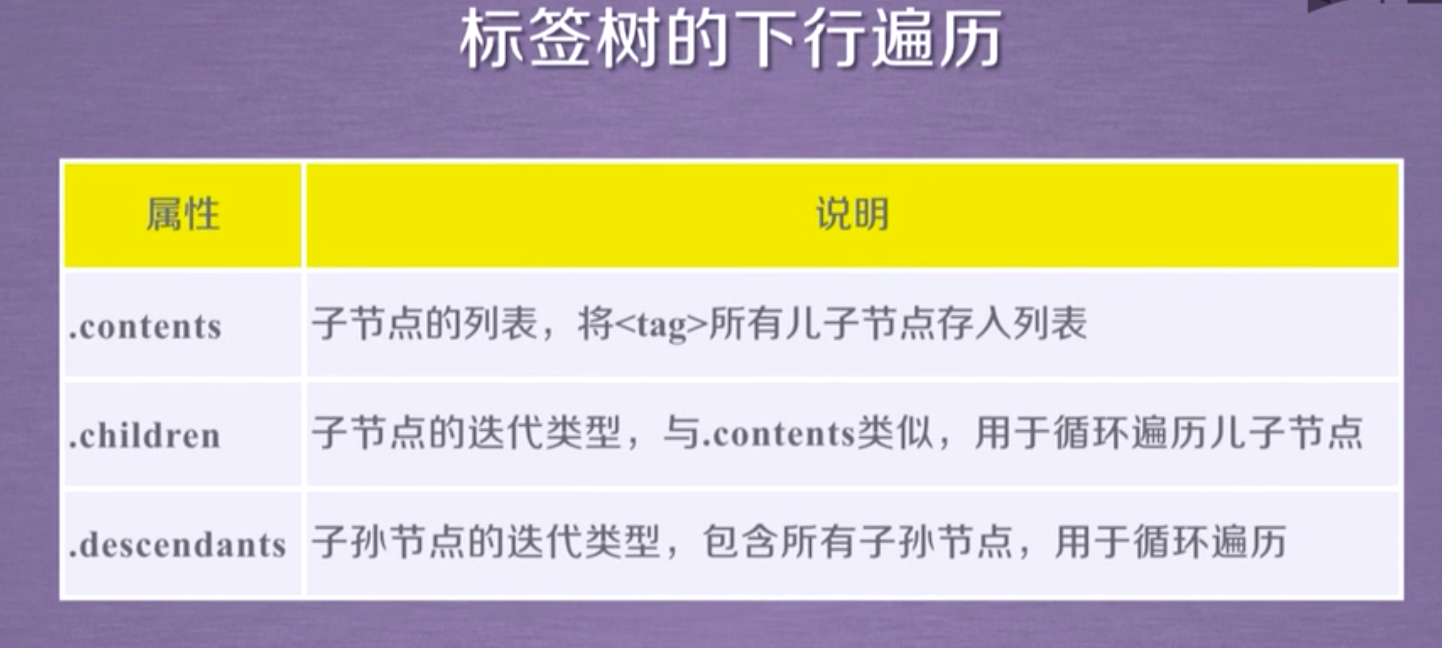 标签树的下行遍历
属性 说明
.contents 子节点的列表，将<tag>所有儿子节点存入列表
.children 子节点的迭代类型，与.contents类似，用于循环遍历儿子节点
.descendants 子孙节点的迭代类型，包含所有子孙节点，用于循环遍历